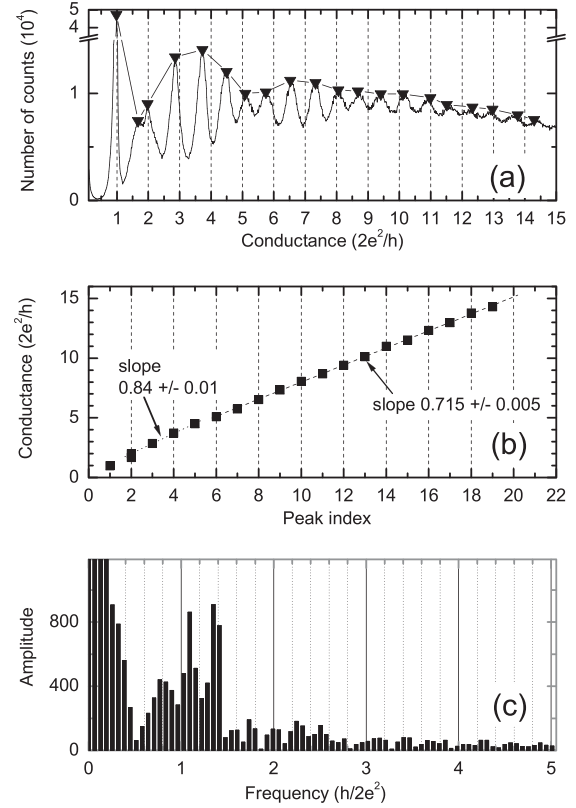 5
4
1
0
Number of counts (10⁴)
5
4
1
0
(a)
1 2 3 4 5 6 7 8 9 10 11 12 13 14 15
Conductance (2e²/h)
15
10
5
0
Conductance (2e²/h)
slope
0.84 +/- 0.01
slope 0.715 +/- 0.005
(b)
0 2 4 6 8 10 12 14 16 18 20 22
Peak index
800
400
0
Amplitude
(c)
0 1 2 3 4 5
Frequency (h/2e²)